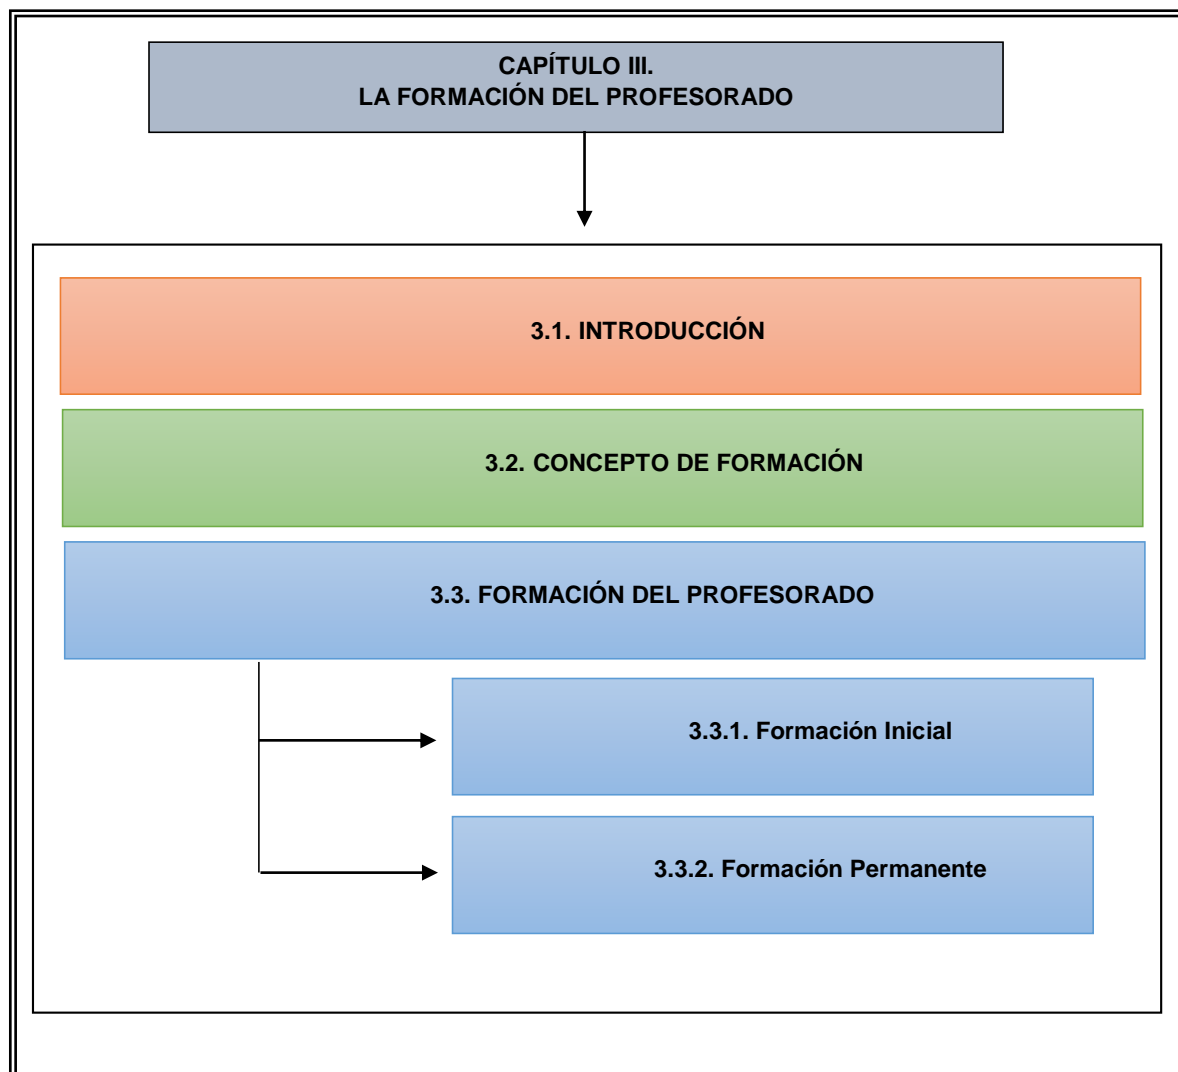 CAPÍTULO III.
LA FORMACIÓN DEL PROFESORADO
3.1. INTRODUCCIÓN
3.2. CONCEPTO DE FORMACIÓN
3.3. FORMACIÓN DEL PROFESORADO
3.3.1. Formación Inicial
3.3.2. Formación Permanente